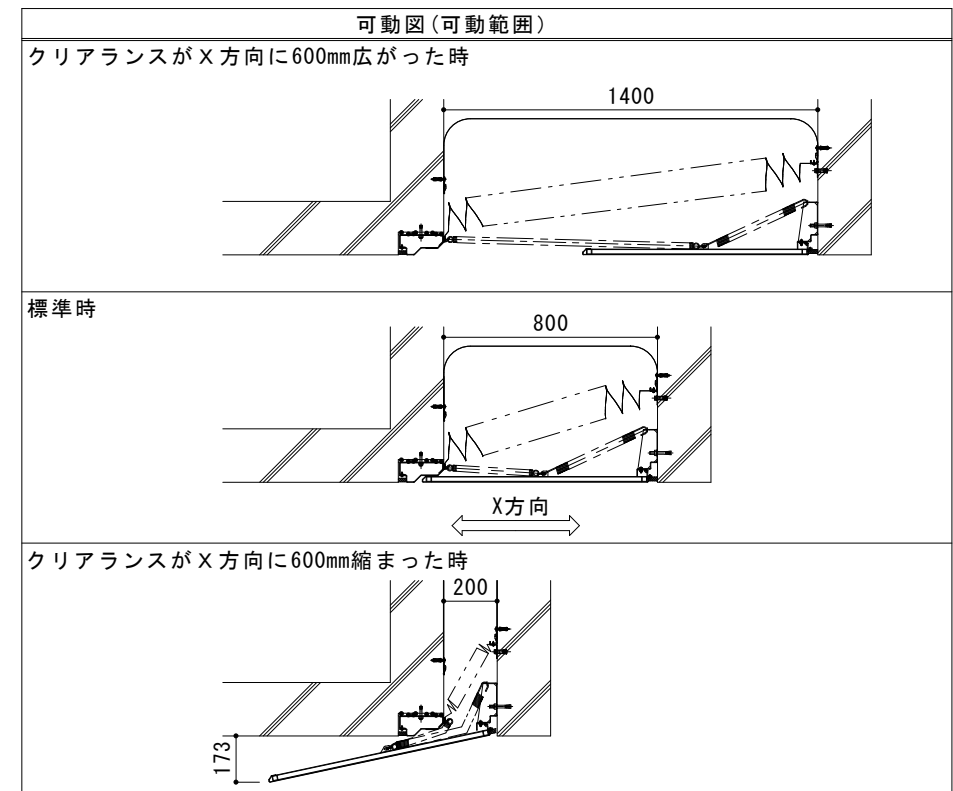 可動図(可動範囲)
クリアランスがX方向に600mm広がった時
1400
標準時
800
X方向
クリアランスがX方向に600mm縮まった時
200
173